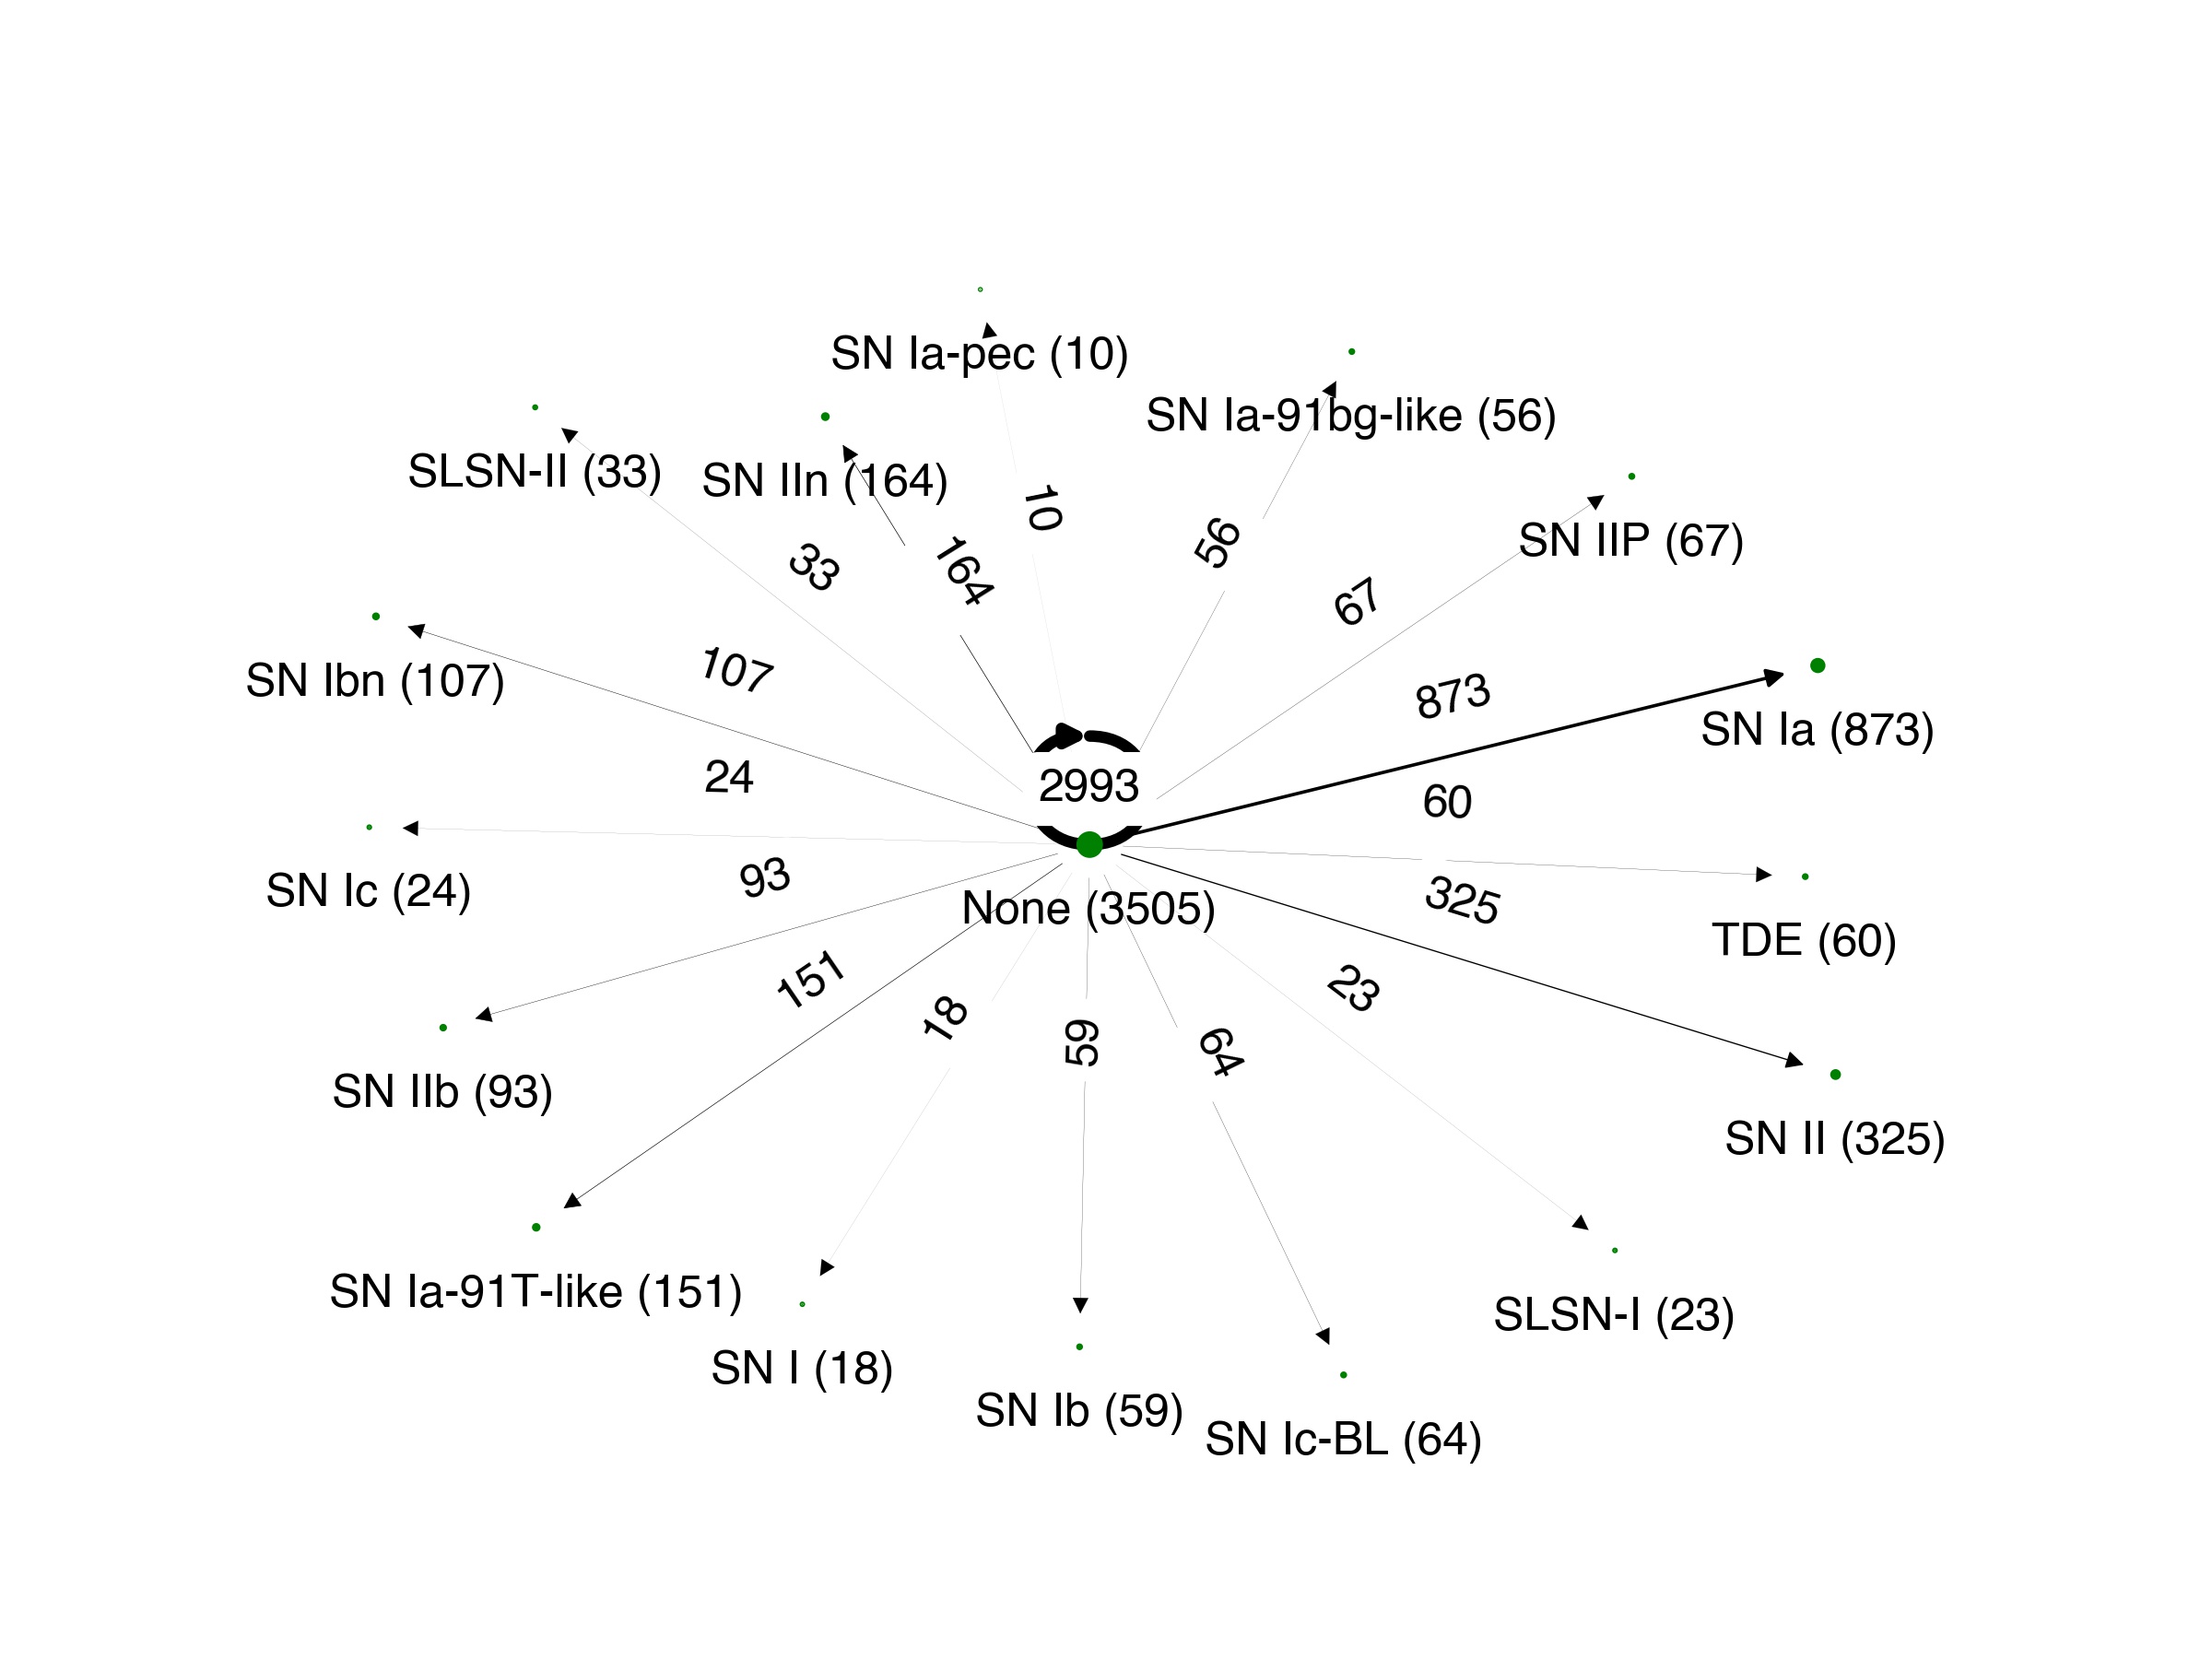 SN Ia-pec (10)
SN Ia-91bg-like (56)
SLSN-II (33)
SN IIn (164)
10
56
SN IIP (67)
33
164
67
107
SN Ibn (107)
873
SN Ia (873)
24
2993
60
SN Ic (24)
93
None (3505)
325
TDE (60)
151
18
59
64
23
SN IIb (93)
SN II (325)
SN Ia-91T-like (151)
SLSN-I (23)
SN I (18)
SN Ib (59)
SN Ic-BL (64)